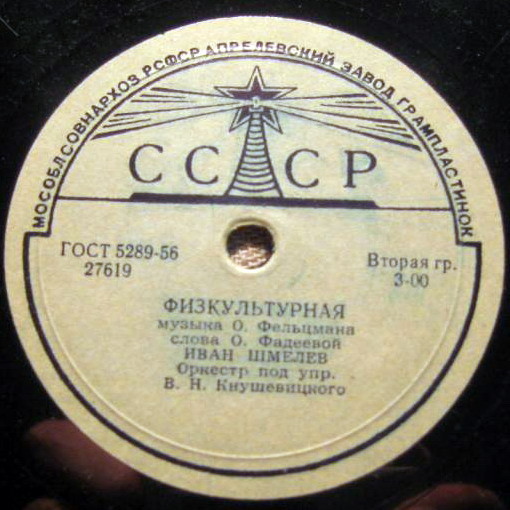 МОСОБЛСОВНАРХОЗ РСФСР АПРЕЛЕВСКИЙ ЗАВОД ГРАМПЛАСТИНОК
СССР
ГОСТ 5289-56
27619
Вторая гр.
3-00
ФИЗКУЛЬТУРНАЯ
музыка О. Фельцмана
слова О. Фадеевой
ИВАН ШМЕЛЕВ
Оркестр под упр.
В. Н. Кнушевицкого